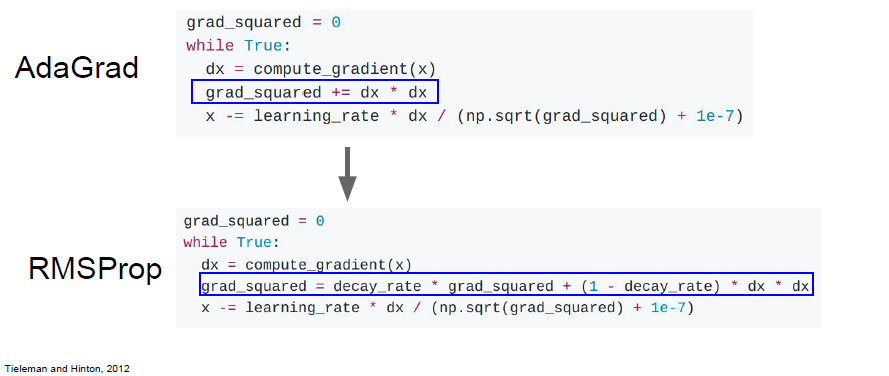 AdaGrad
grad_squared = 0
while True:
  dx = compute_gradient(x)
  grad_squared += dx * dx
  x -= learning_rate * dx / (np.sqrt(grad_squared) + 1e-7)
RMSProp
grad_squared = 0
while True:
  dx = compute_gradient(x)
  grad_squared = decay_rate * grad_squared + (1 - decay_rate) * dx * dx
  x -= learning_rate * dx / (np.sqrt(grad_squared) + 1e-7)
Tieleman and Hinton, 2012